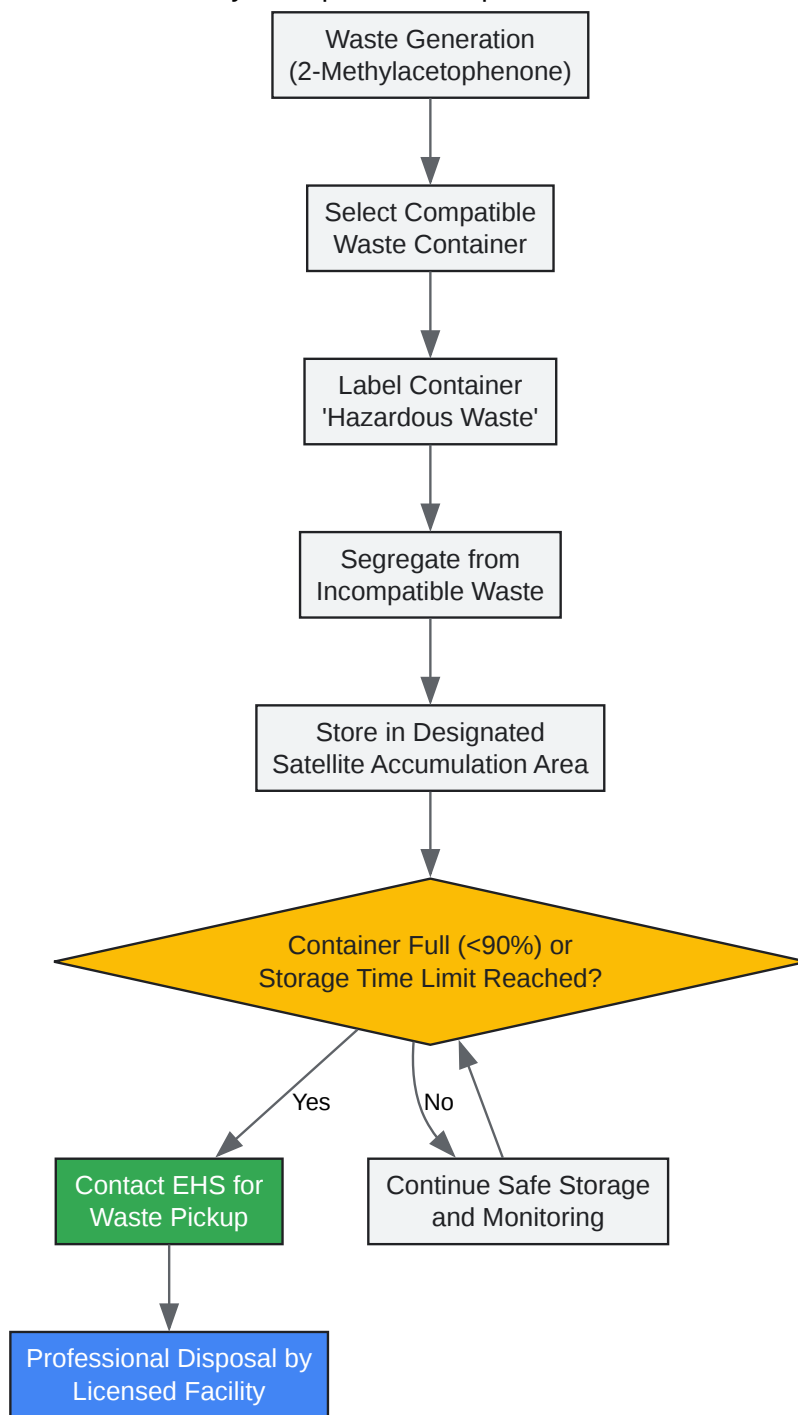 Waste Generation
(2-Methylacetophenone)
Select Compatible
Waste Container
Label Container
'Hazardous Waste'
Segregate from
Incompatible Waste
Store in Designated
Satellite Accumulation Area
Container Full (<90%) or
Storage Time Limit Reached?
Yes
No
Contact EHS for
Waste Pickup
Continue Safe Storage
and Monitoring
Professional Disposal by
Licensed Facility